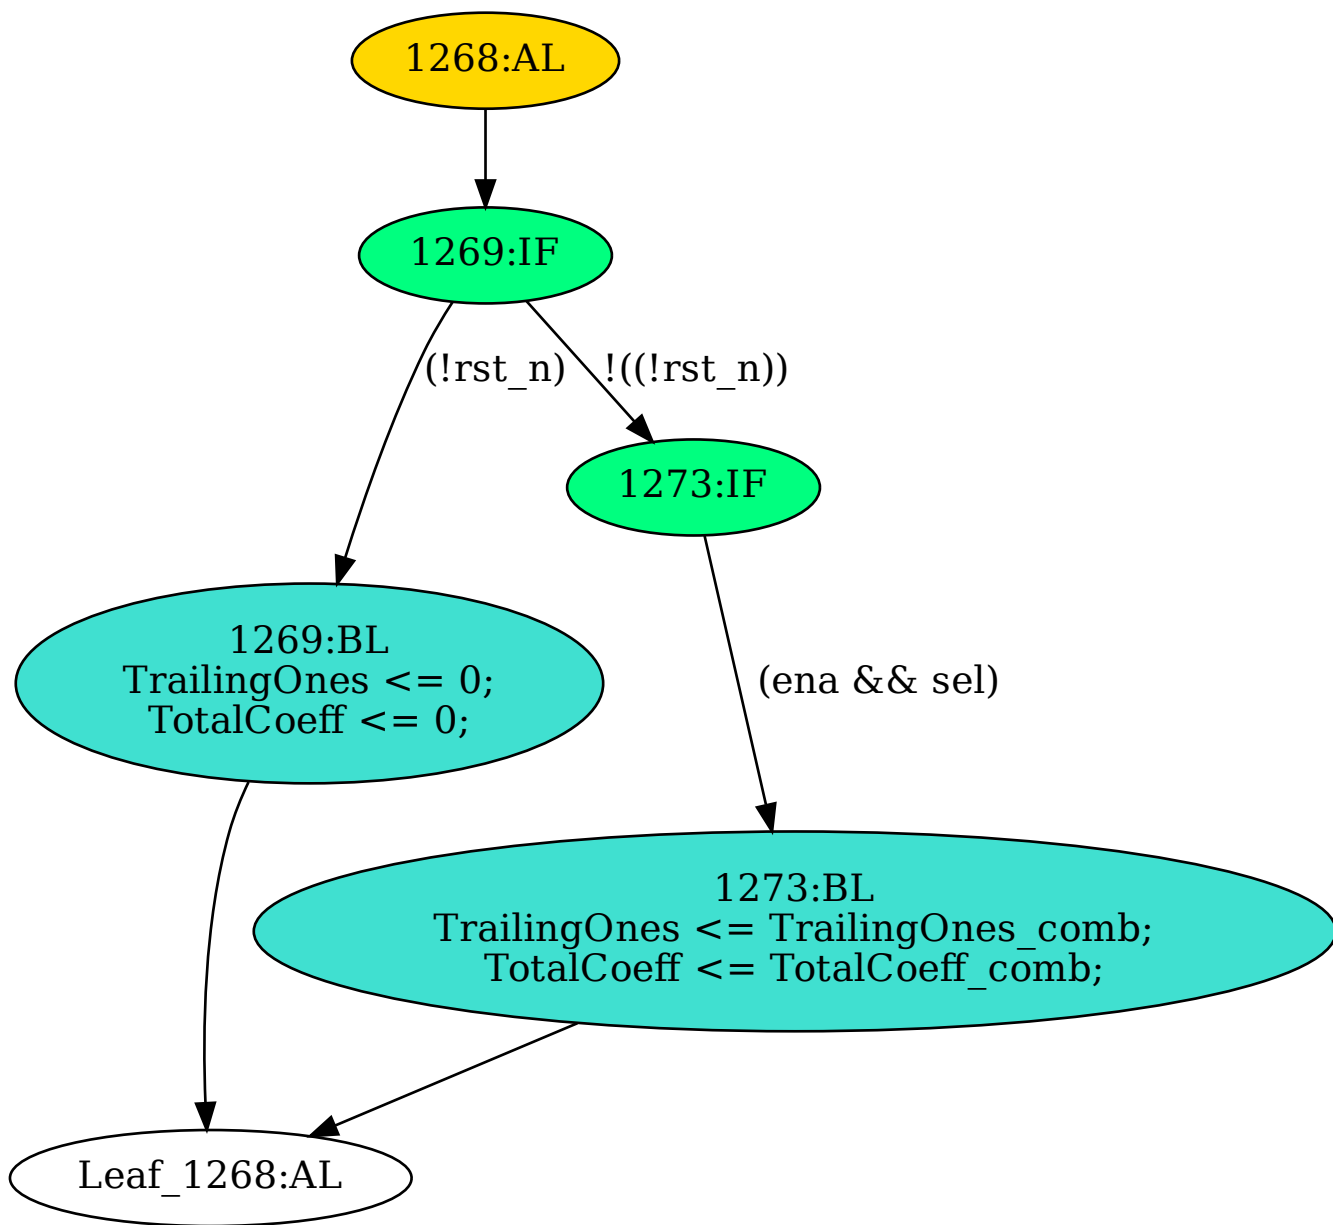 1268:AL
1269:IF
(!rst_n)
!((!rst_n))
1273:IF
1269:BL
TrailingOnes <= 0;
TotalCoeff <= 0;
(ena && sel)
1273:BL
TrailingOnes <= TrailingOnes_comb;
TotalCoeff <= TotalCoeff_comb;
Leaf_1268:AL